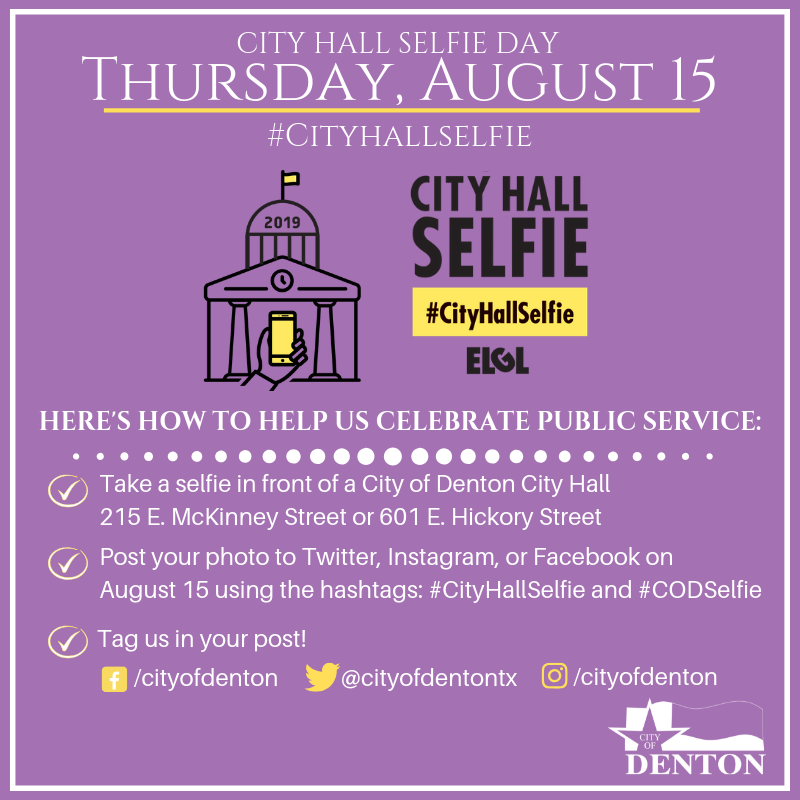 CITY HALL SELFIE DAY
THURSDAY, AUGUST 15
#CITYHALLSELFIE
2019
CITY HALL
SELFIE
#CityHallSelfie
ELGL
HERE'S HOW TO HELP US CELEBRATE PUBLIC SERVICE:
Take a selfie in front of a City of Denton City Hall
215 E. McKinney Street or 601 E. Hickory Street
Post your photo to Twitter, Instagram, or Facebook on
August 15 using the hashtags: #CityHallSelfie and #CODSelfie
Tag us in your post!
/cityofdenton @cityofdentontx /cityofdenton
CITY
OF
DENTON